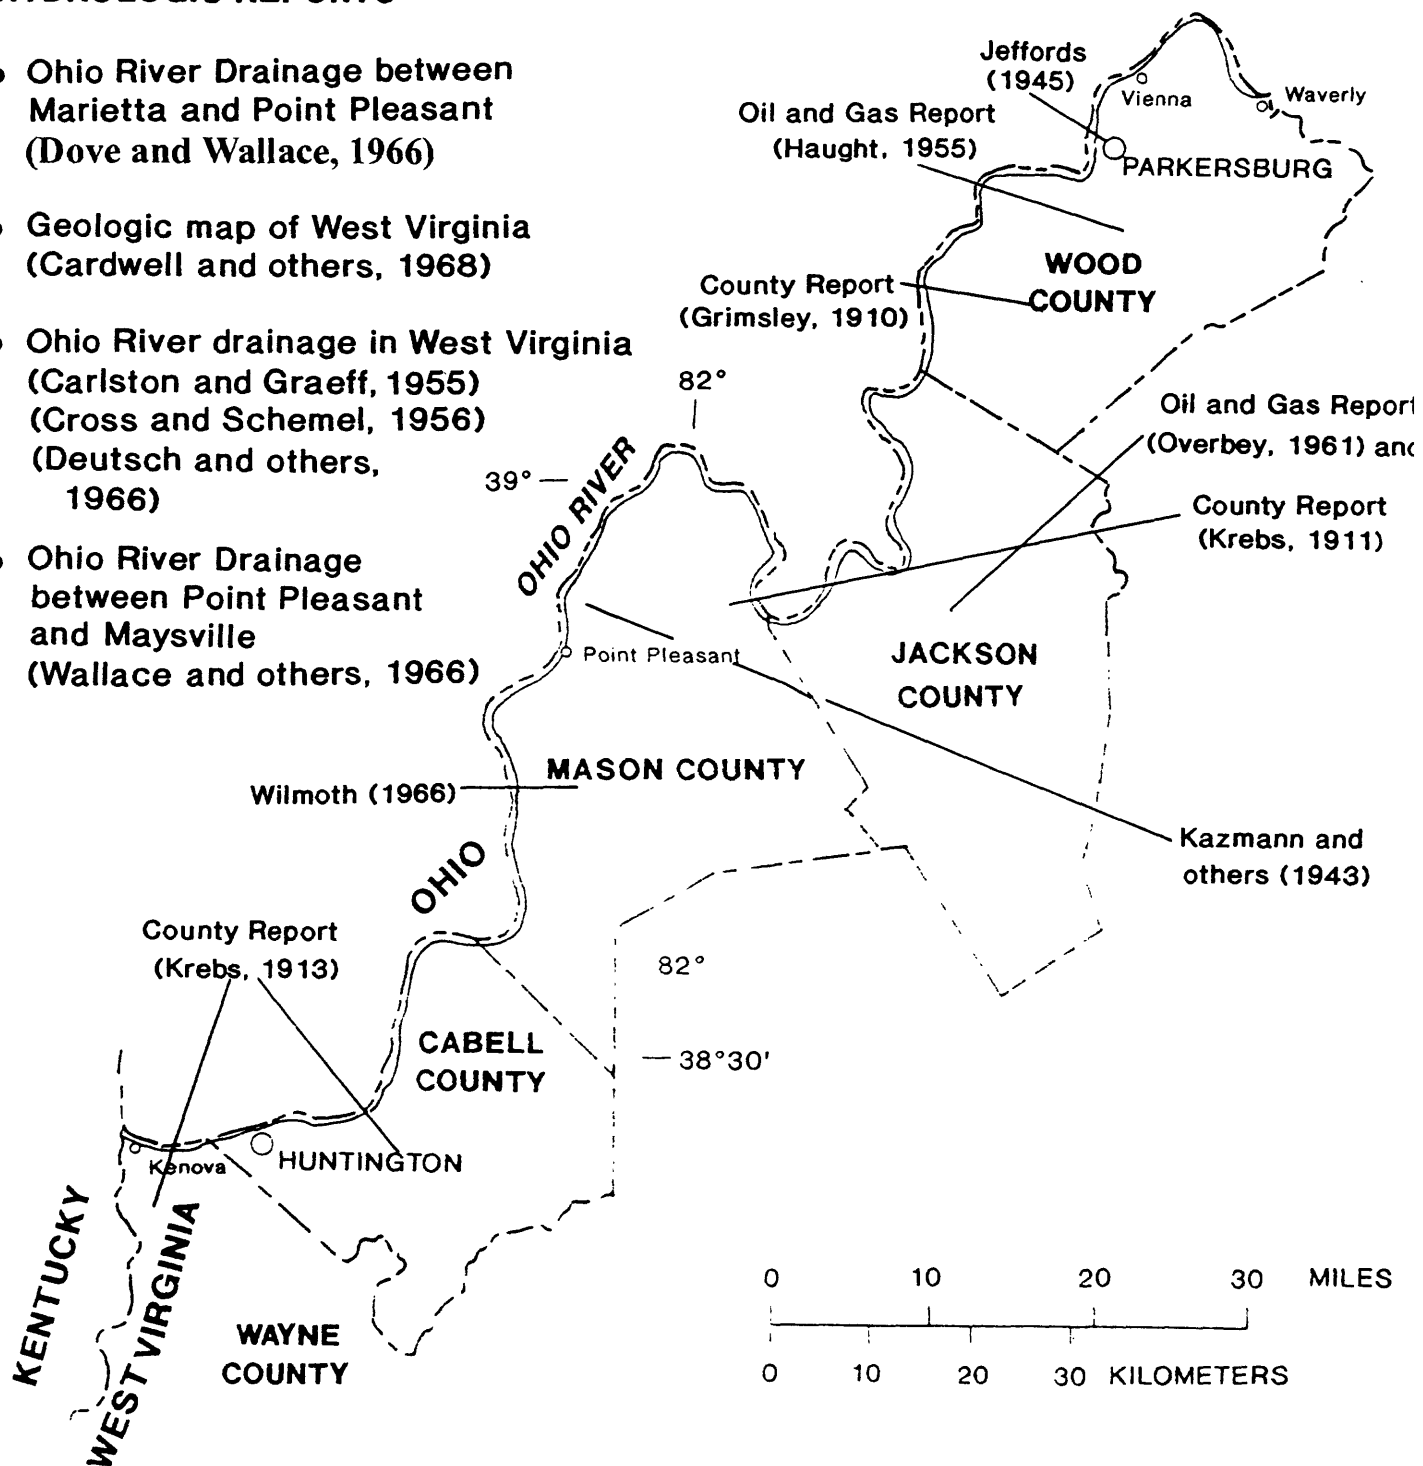 Ohio River Drainage between
Marietta and Point Pleasant
(Dove and Wallace, 1966)
Geologic map of West Virginia
(Cardwell and others, 1968)
Ohio River drainage in West Virginia
(Carlston and Graeff, 1955)
(Cross and Schemel, 1956)
(Deutsch and others,
1966)
Ohio River Drainage
between Point Pleasant
and Maysville
(Wallace and others, 1966)
Jeffords
(1945)
Vienna
Waverly
Oil and Gas Report
(Haught, 1955)
PARKERSBURG
WOOD
COUNTY
County Report
(Grimsley, 1910)
82°
39°
OHIO RIVER
Oil and Gas Report
(Overbey, 1961) and
County Report
(Krebs, 1911)
Point Pleasant
JACKSON
COUNTY
MASON COUNTY
Wilmoth (1966)
Kazmann and
others (1943)
OHIO
County Report
(Krebs, 1913)
82°
CABELL
COUNTY
38°30'
Kenova
HUNTINGTON
KENTUCKY
WEST VIRGINIA
WAYNE
COUNTY
0 10 20 30 MILES
0 10 20 30 KILOMETERS